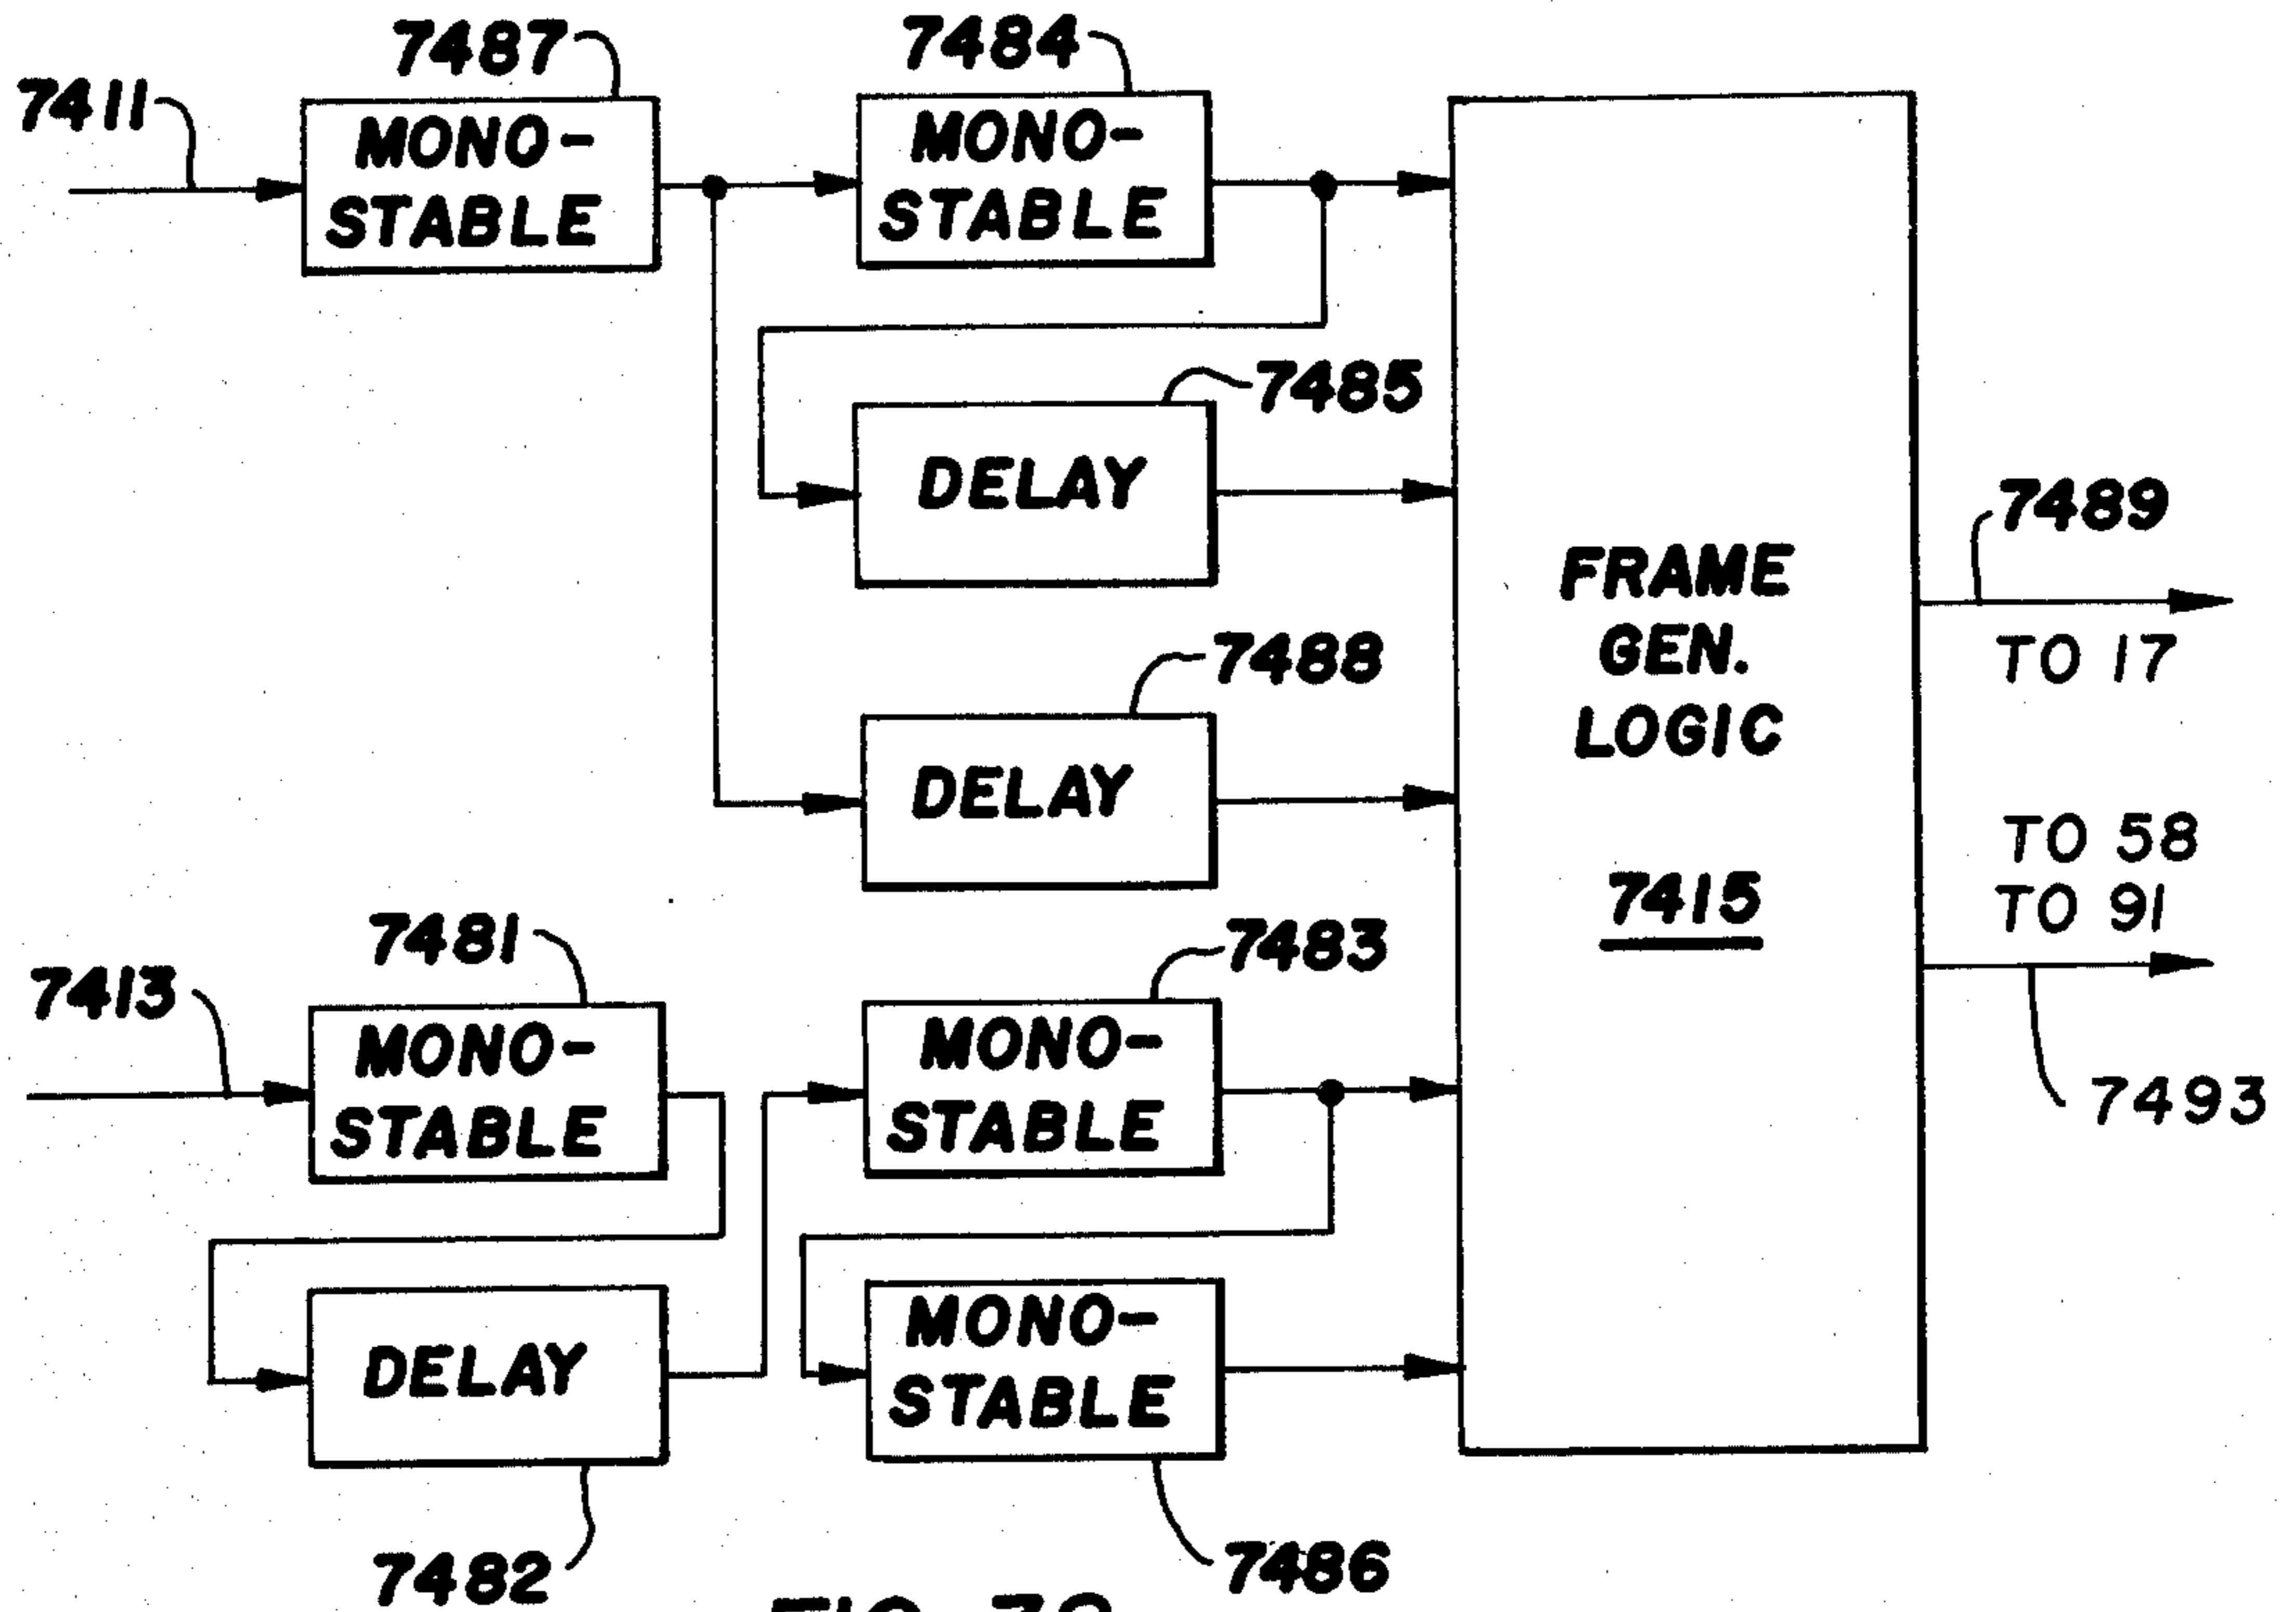 7487
7484
7411
MONO-
STABLE
MONO-
STABLE
7485
DELAY
7489
FRAME
GEN.
LOGIC
TO 17
7488
DELAY
TO 58
TO 91
7415
7481
7483
7413
MONO-
STABLE
MONO-
STABLE
7493
DELAY
MONO-
STABLE
7482
7486